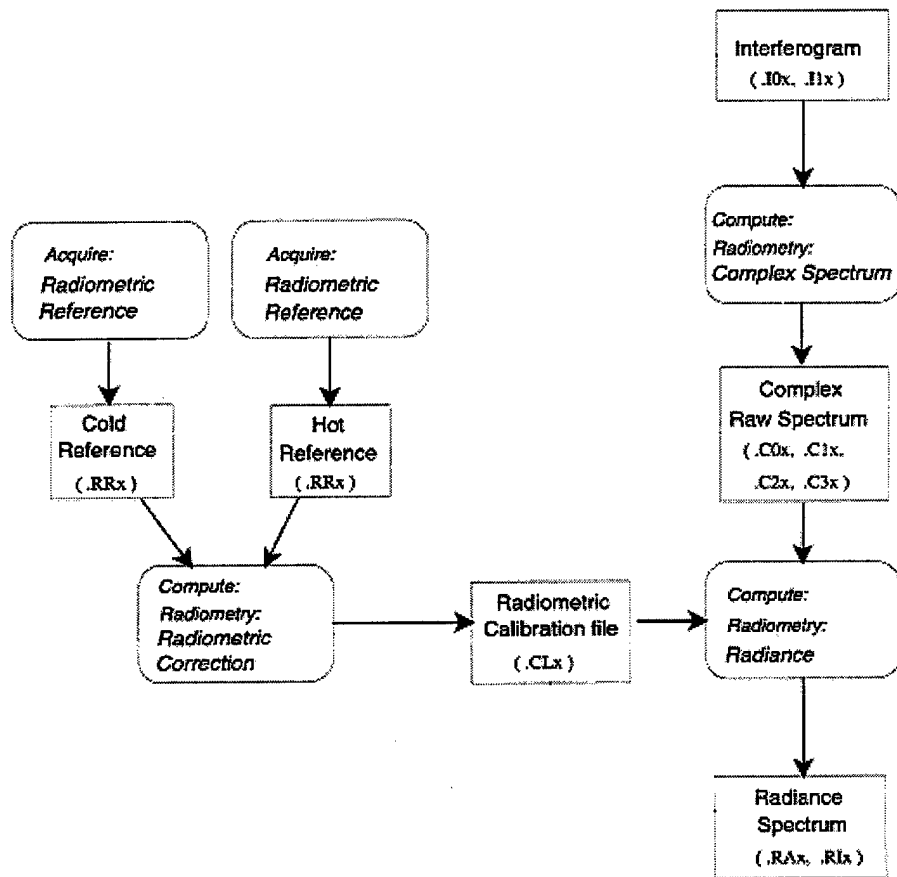 Interferogram
( .I0x, .I1x )
Compute:
Radiometry:
Complex Spectrum
Acquire:
Radiometric
Reference
Acquire:
Radiometric
Reference
Cold
Reference
( .RRx )
Hot
Reference
( .RRx )
Complex
Raw Spectrum
( .C0x, .C1x,
.C2x, .C3x )
Compute:
Radiometry:
Radiometric
Correction
Radiometric
Calibration file
( .CLx )
Compute:
Radiometry:
Radiance
Radiance
Spectrum
( .RAx, .RIx )